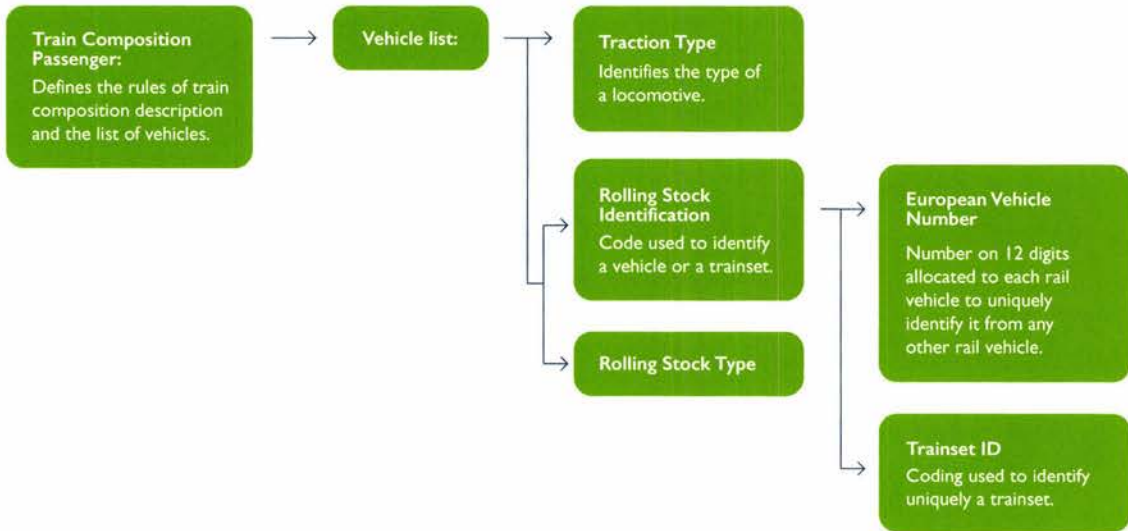 Train Composition
Passenger:
Defines the rules of train
composition description
and the list of vehicles.
Vehicle list:
Traction Type
Identifies the type of
a locomotive.
Rolling Stock
Identification
Code used to identify
a vehicle or a trainset.
Rolling Stock Type
European Vehicle
Number
Number on 12 digits
allocated to each rail
vehicle to uniquely
identify it from any
other rail vehicle.
Trainset ID
Coding used to identify
uniquely a trainset.